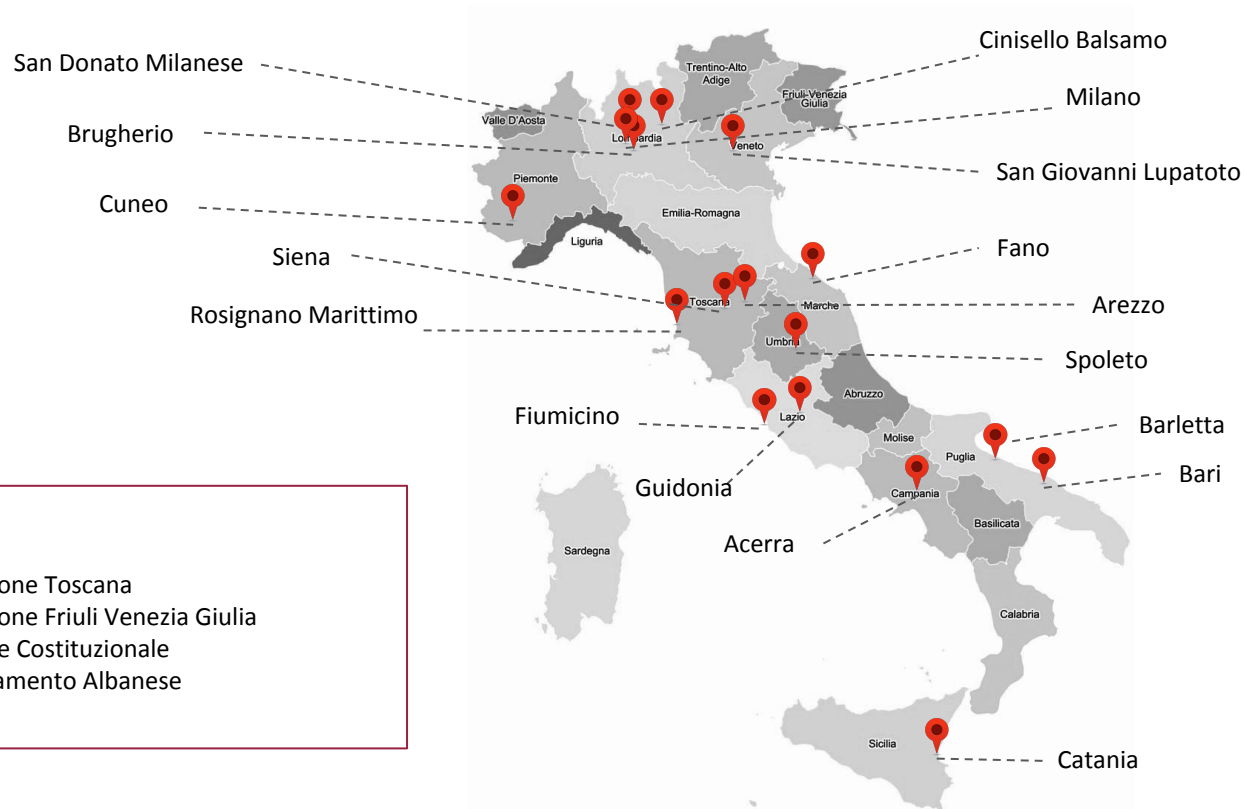 Cinisello Balsamo
San Donato Milanese
Trentino-Alto
Adige
Friuli-Venezia
Giulia
Milano
Valle D'Aosta
Brugherio
Lombardia
Veneto
San Giovanni Lupatoto
Piemonte
Cuneo
Emilia-Romagna
Liguria
Siena
Fano
Toscana
Marche
Arezzo
Rosignano Marittimo
Umbria
Spoleto
Abruzzo
Fiumicino
Lazio
Barletta
Molise
Puglia
Bari
Guidonia
Campania
Basilicata
Acerra
Sardegna
one Toscana
one Friuli Venezia Giulia
e Costituzionale
amento Albanese
Calabria
Sicilia
Catania